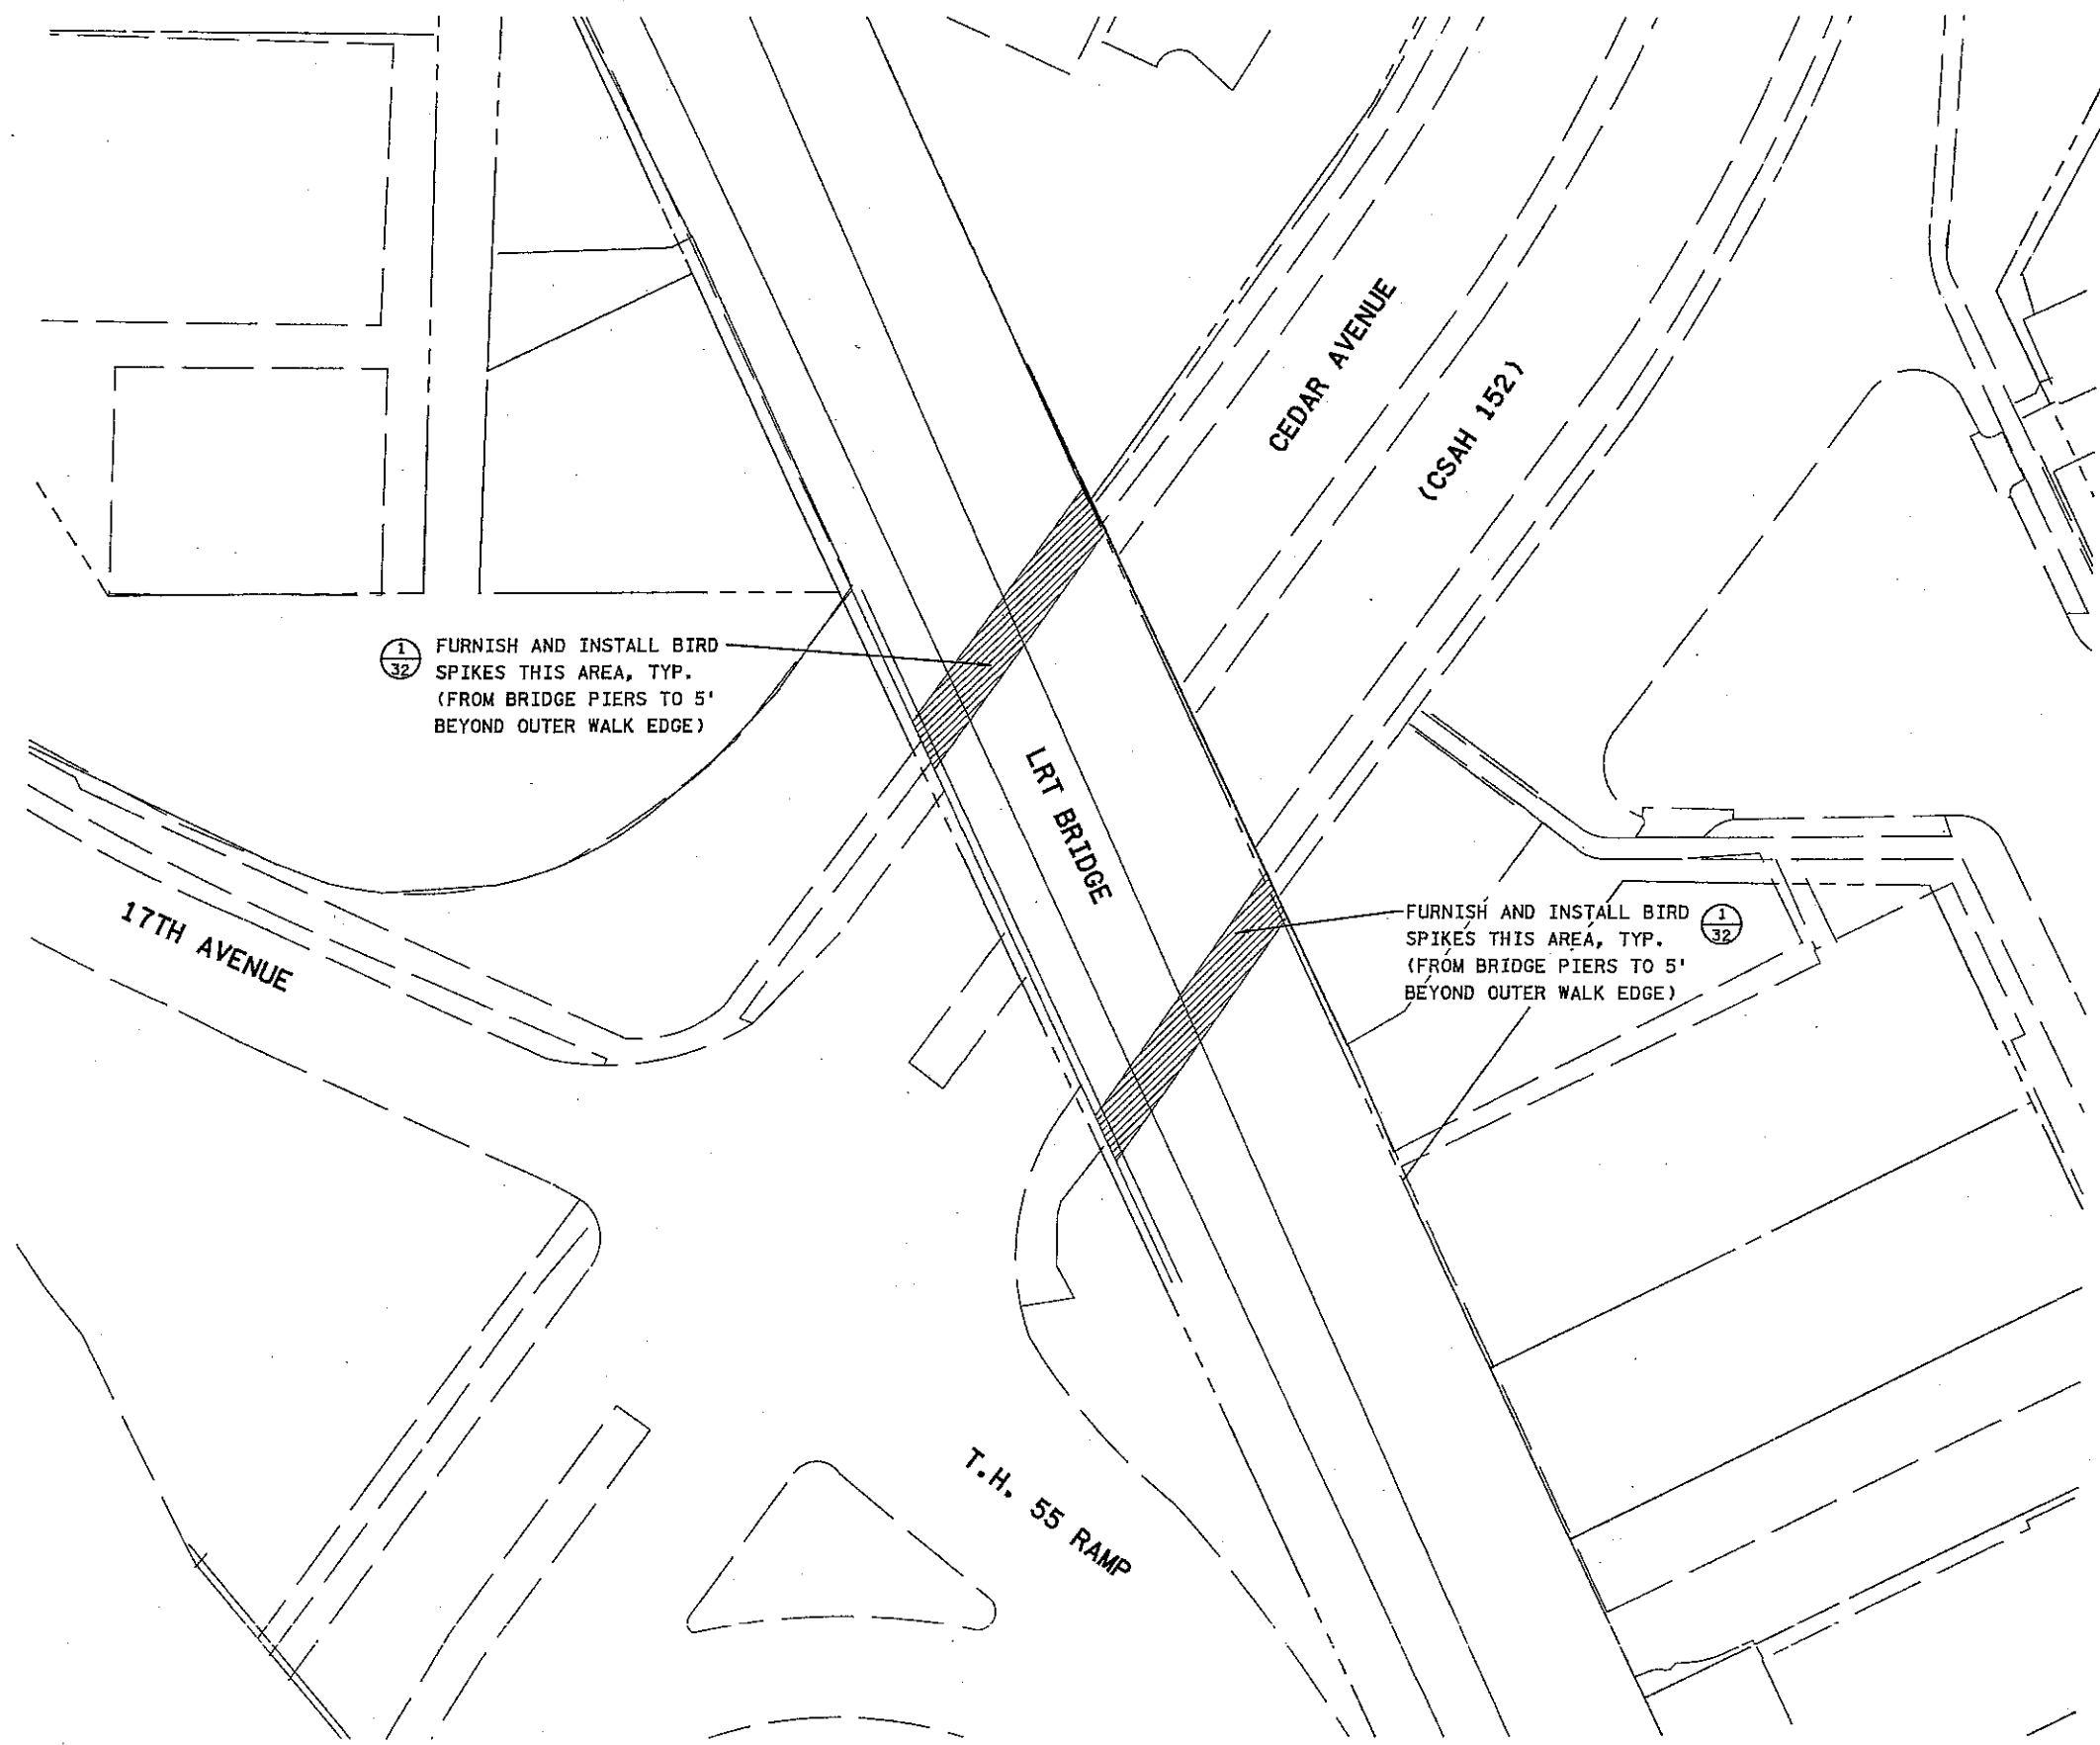 CEDAR AVENUE
(CSAH 152)
1
32
FURNISH AND INSTALL BIRD
SPIKES THIS AREA, TYP.
(FROM BRIDGE PIERS TO 5'
BEYOND OUTER WALK EDGE)
LRT BRIDGE
17TH AVENUE
FURNISH AND INSTALL BIRD
SPIKES THIS AREA, TYP.
(FROM BRIDGE PIERS TO 5'
BEYOND OUTER WALK EDGE)
1
32
T.H. 55 RAMP